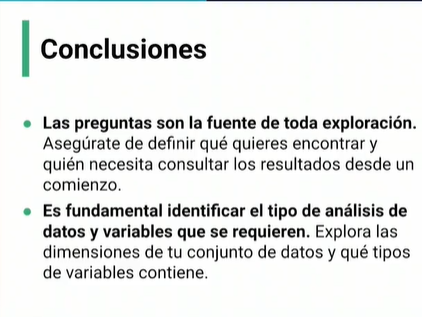 Conclusiones
Las preguntas son la fuente de toda exploración.
Asegúrate de definir qué quieres encontrar y
quién necesita consultar los resultados desde un
comienzo.
Es fundamental identificar el tipo de análisis de
datos y variables que se requieren. Explora las
dimensiones de tu conjunto de datos y qué tipos
de variables contiene.